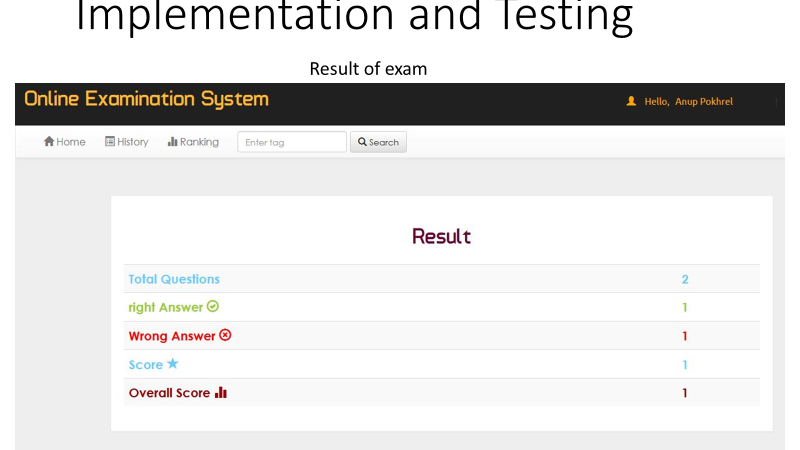 Implementation and Testing
Result of exam
Online Examination System
Hello, Anup Pokhrel
Home History Ranking Enter tag Search
Result
Total Questions 2
right Answer 1
Wrong Answer 1
Score 1
Overall Score 1